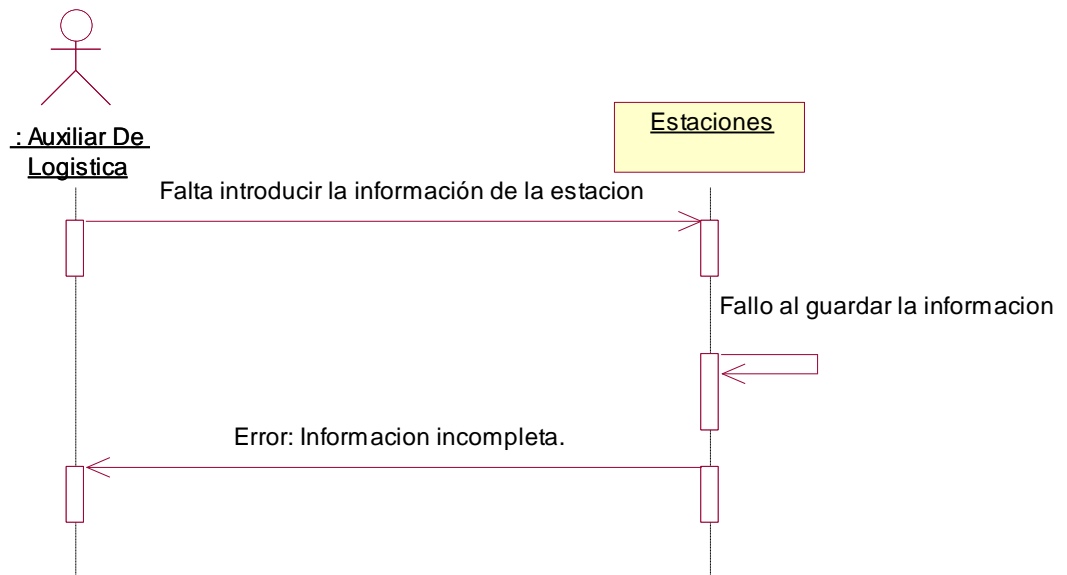 : Auxiliar De
Logistica
Estaciones
Falta introducir la información de la estacion
Fallo al guardar la informacion
Error: Informacion incompleta.